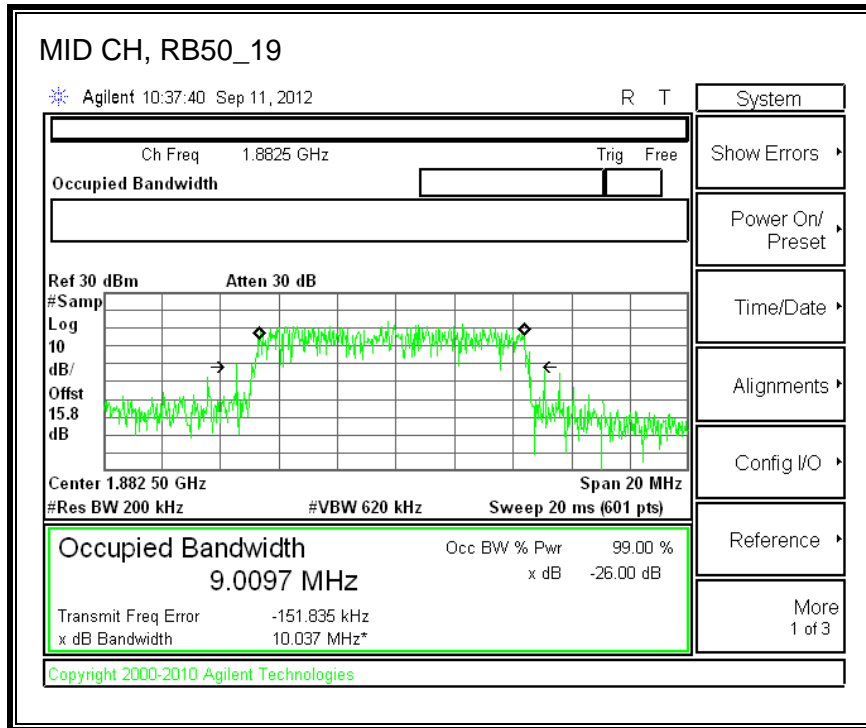 MID CH, RB50_19
Agilent 10:37:40 Sep 11, 2012 R T
Ch Freq 1.8825 GHz Trig Free
Occupied Bandwidth
Ref 30 dBm Atten 30 dB
#Samp
Log
10
dB/
Offst
15.8
dB
Center 1.882 50 GHz Span 20 MHz
#Res BW 200 kHz #VBW 620 kHz Sweep 20 ms (601 pts)
Occupied Bandwidth
9.0097 MHz
Occ BW % Pwr 99.00 %
x dB -26.00 dB
Transmit Freq Error -151.835 kHz
x dB Bandwidth 10.037 MHz*
Copyright 2000-2010 Agilent Technologies
System
Show Errors
Power On/
Preset
Time/Date
Alignments
Config I/O
Reference
More
1 of 3